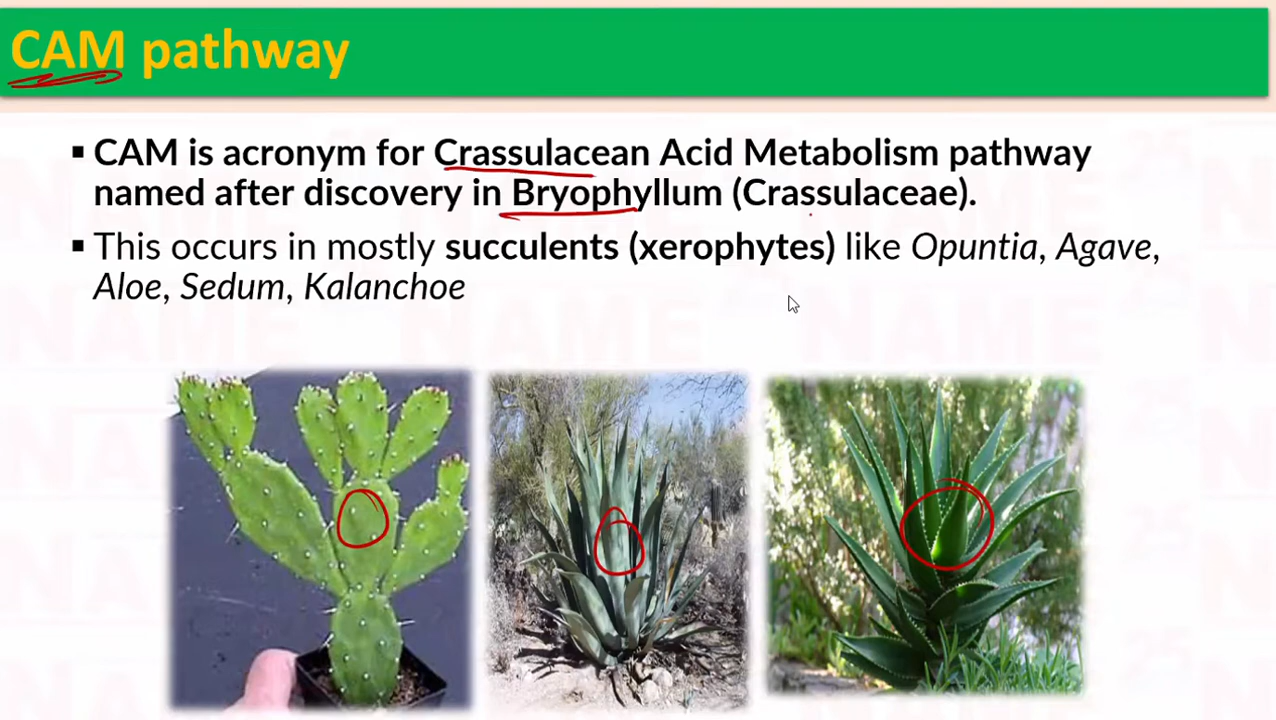 CAM pathway
▪ CAM is acronym for Crassulacean Acid Metabolism pathway
named after discovery in Bryophyllum (Crassulaceae).
▪ This occurs in mostly succulents (xerophytes) like Opuntia, Agave,
Aloe, Sedum, Kalanchoe